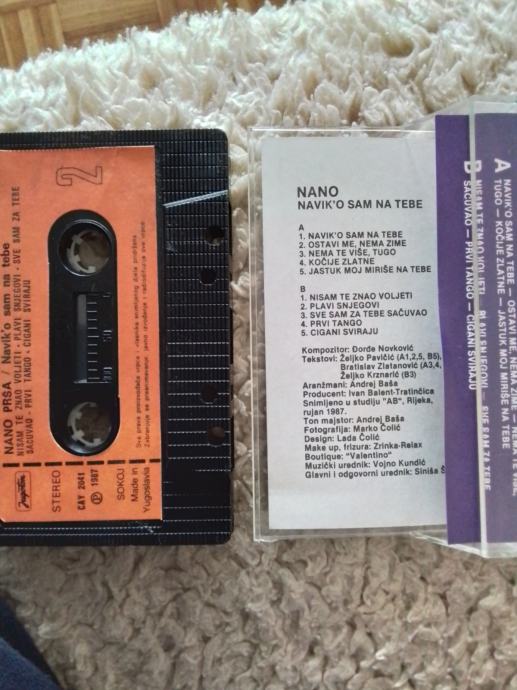 2
NANO PRŠA / Navik'o sam na tebe
NISAM TE ZNAO VOLJETI - PLAVI SNJEGOVI - SVE SAM ZA TEBE
SAČUVAO - PRVI TANGO - CIGANI SVIRAJU
Jugoton
STEREO
CAY 2041
Ⓟ 1987
SOKOJ
Made in
Yugoslavia
100
50
0
NANO
NAVIK'O SAM NA TEBE
A
1. NAVIK'O SAM NA TEBE
2. OSTAVI ME, NEMA ZIME
3. NEMA TE VIŠE, TUGO
4. KOČIJE ZLATNE
5. JASTUK MOJ MIRIŠE NA TEBE
B
1. NISAM TE ZNAO VOLJETI
2. PLAVI SNJEGOVI
3. SVE SAM ZA TEBE SAČUVAO
4. PRVI TANGO
5. CIGANI SVIRAJU
Kompozitor: Đorđe Novković
Tekstovi: Željko Pavičić (A1,2,5, B5),
Bratislav Zlatanović (A3,4,
Željko Krznarić (B3)
Aranžmani: Andrej Baša
Producent: Ivan Balent-Tratinčica
Snimljeno u studiju "AB", Rijeka,
rujan 1987.
Ton majstor: Andrej Baša
Fotografija: Marko Čolić
Design: Lada Čolić
Make up, frizura: Zrinka-Relax
Boutique: "Valentino"
Muzički urednik: Vojno Kundić
Glavni i odgovorni urednik: Siniša Š
A
NAVIK'O SAM NA TEBE — OSTAVI ME, NEMA ZIME — NEMA TE VIŠE,
TUGO — KOČIJE ZLATNE — JASTUK MOJ MIRIŠE NA TEBE
B
NISAM TE ZNAO VOLJETI — PLAVI SNJEGOVI — SVE SAM ZA TEBE
SAČUVAO — PRVI TANGO — CIGANI SVIRAJU